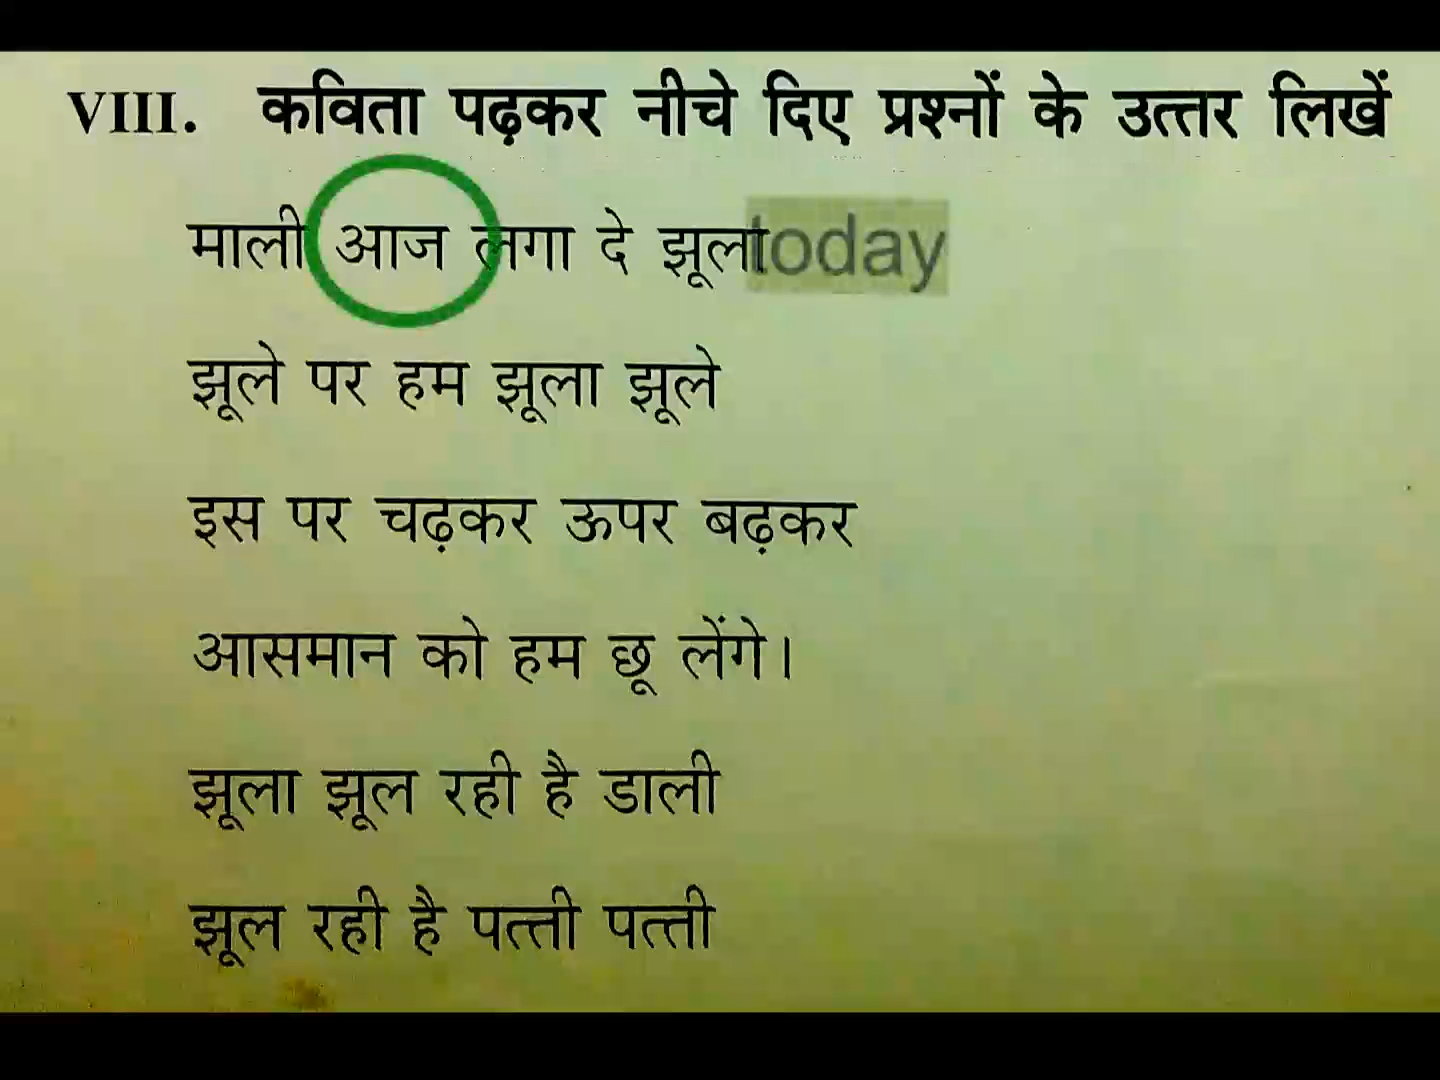 VIII. कविता पढ़कर नीचे दिए प्रश्नों के उत्तर लिखें
माली आज लगा दे झूला today
झूले पर हम झूला झूले
इस पर चढ़कर ऊपर बढ़कर
आसमान को हम छू लेंगे।
झूला झूल रही है डाली
झूल रही है पत्ती पत्ती